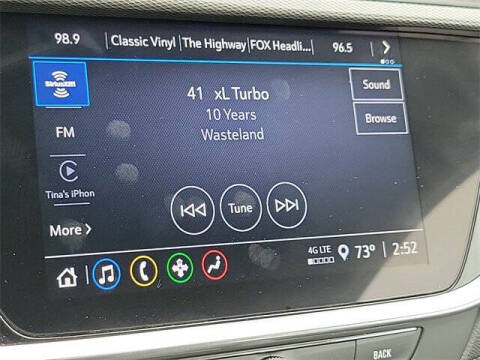 98.9 Classic Vinyl The Highway FOX Headli... 96.5
SiriusXM
41 xL Turbo
Sound
10 Years
Browse
FM
Wasteland
Tina's iPhon
Tune
More
4G LTE 73° 2:52
BACK